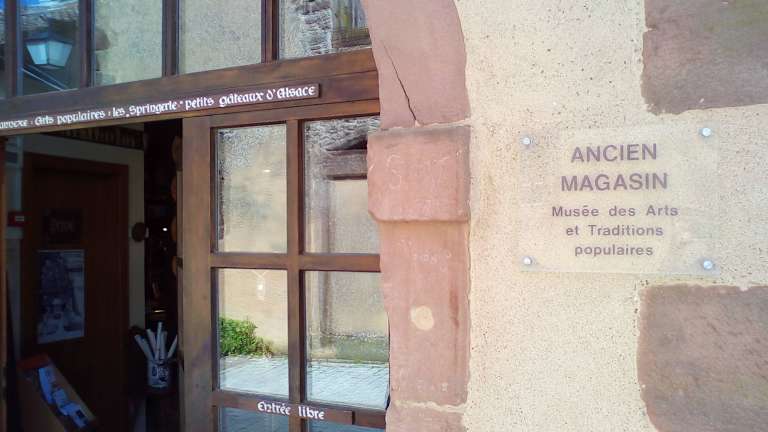 Arts populaires · les "Springerle" petits gâteaux d'Alsace
Entrée libre
ANCIEN
MAGASIN
Musée des Arts
et Traditions
populaires